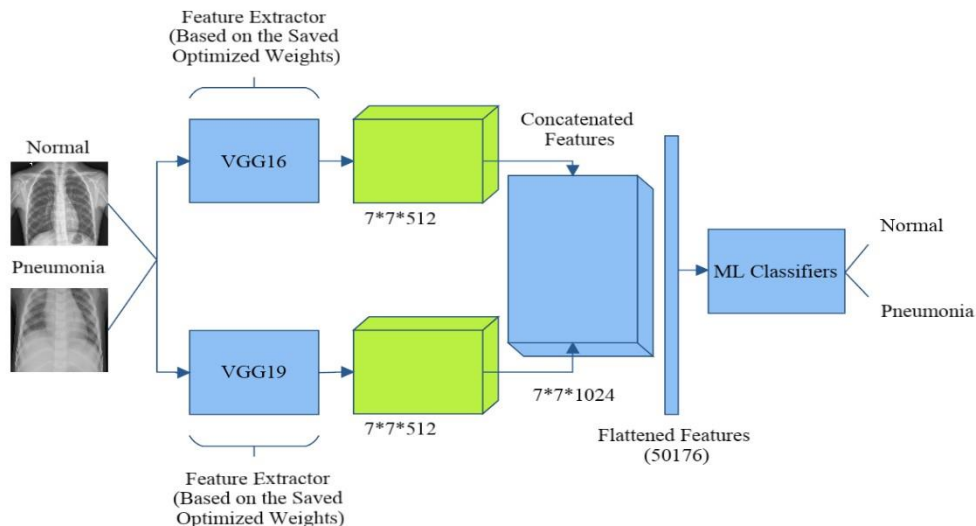 Feature Extractor
(Based on the Saved
Optimized Weights)
Normal
Pneumonia
VGG16
7*7*512
VGG19
7*7*512
Feature Extractor
(Based on the Saved
Optimized Weights)
Concatenated
Features
7*7*1024
Flattened Features
(50176)
ML Classifiers
Normal
Pneumonia